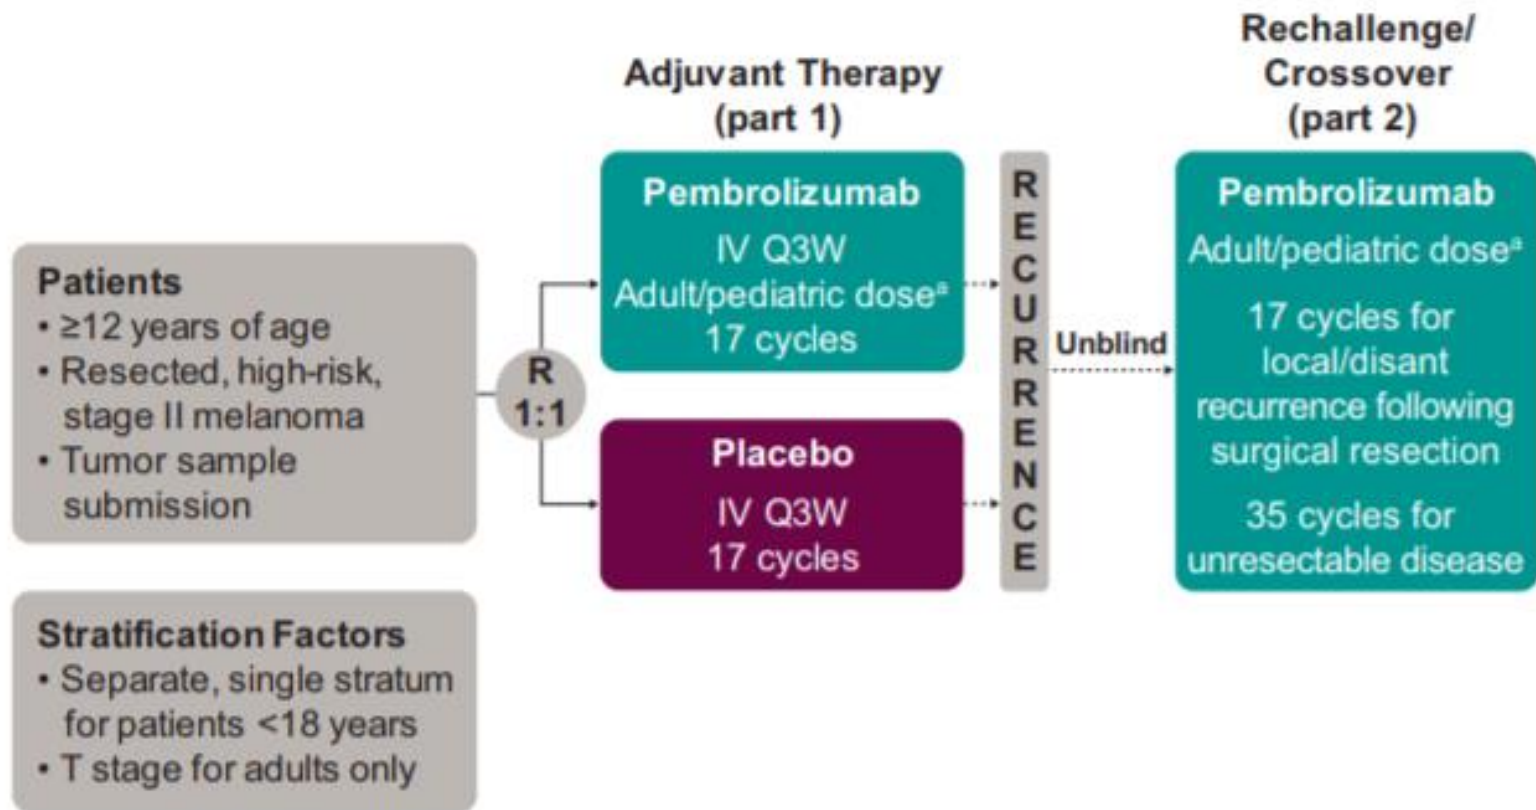 Patients
• ≥12 years of age
• Resected, high-risk,
stage II melanoma
• Tumor sample
submission
Stratification Factors
• Separate, single stratum
for patients <18 years
• T stage for adults only
R
1:1
Adjuvant Therapy
(part 1)
Pembrolizumab
IV Q3W
Adult/pediatric doseᵃ
17 cycles
Placebo
IV Q3W
17 cycles
RECURRENCE
Unblind
Rechallenge/
Crossover
(part 2)
Pembrolizumab
Adult/pediatric doseᵃ
17 cycles for
local/disant
recurrence following
surgical resection
35 cycles for
unresectable disease